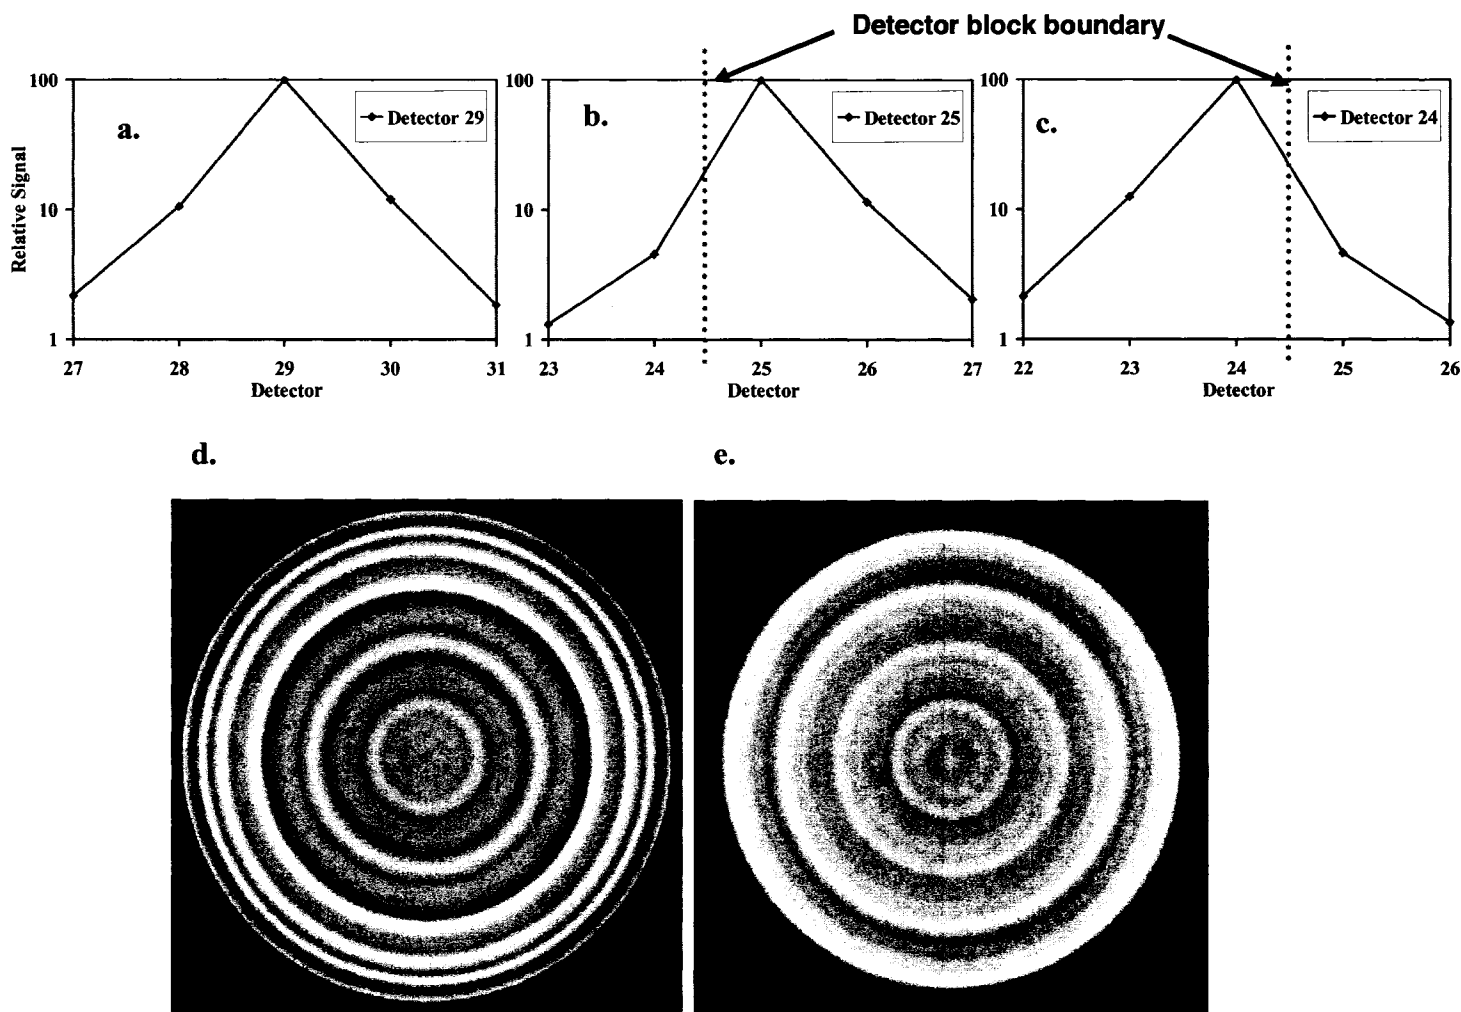 Detector block boundary
a.
Detector 29
100
10
1
Relative Signal
27 28 29 30 31
Detector
b.
Detector 25
100
10
1
23 24 25 26 27
Detector
c.
Detector 24
100
10
1
22 23 24 25 26
Detector
d.
e.